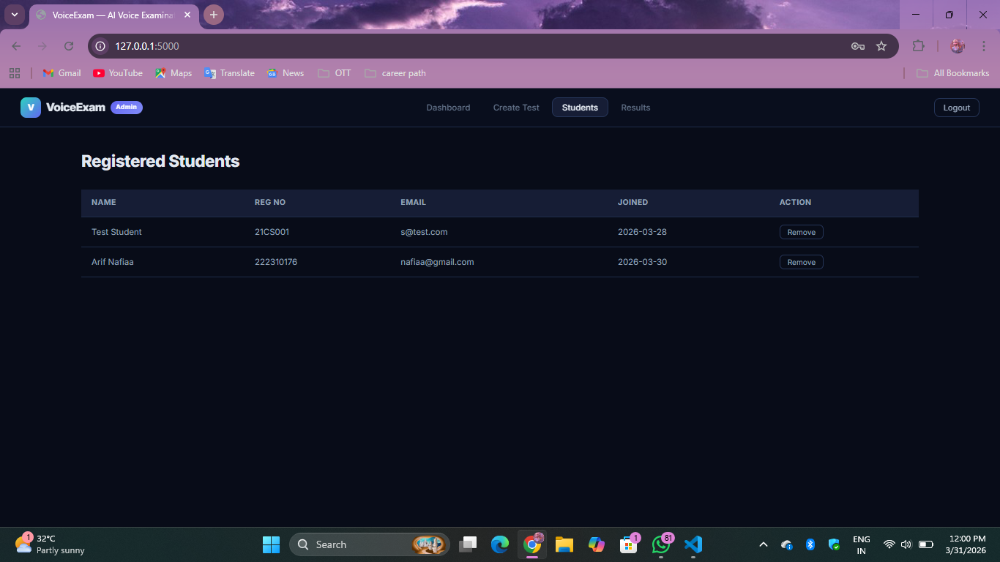 VoiceExam — AI Voice Examina
127.0.0.1:5000
Gmail YouTube Maps Translate News OTT career path All Bookmarks
V VoiceExam Admin Dashboard Create Test Students Results Logout
Registered Students
NAME REG NO EMAIL JOINED ACTION
Test Student 21CS001 s@test.com 2026-03-28 Remove
Arif Nafiaa 222310176 nafiaa@gmail.com 2026-03-30 Remove
1 32°C
Partly sunny
Search
1
81
ENG
IN
12:00 PM
3/31/2026